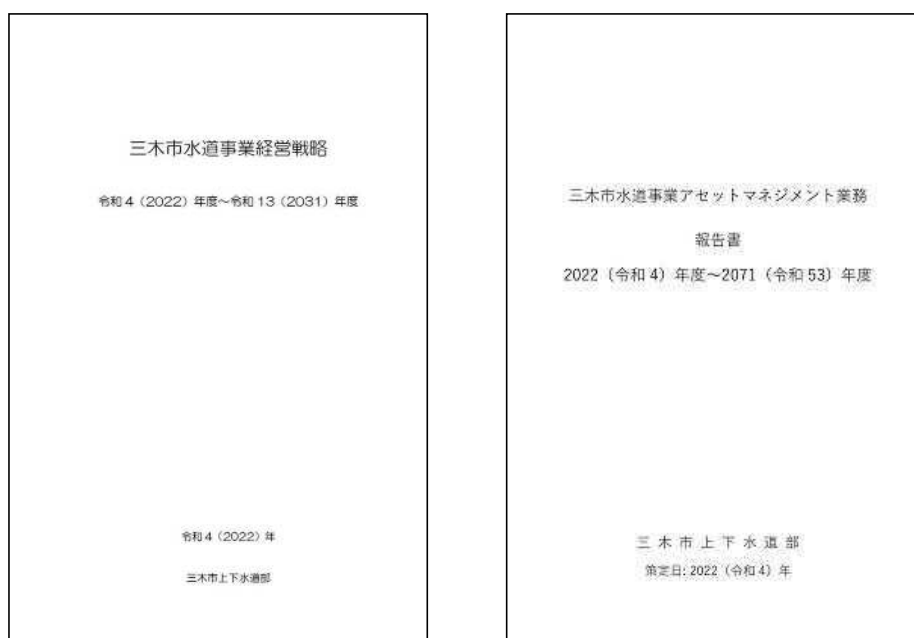 三木市水道事業経営戦略
令和4（2022）年度～令和13（2031）年度
令和4（2022）年
三木市上下水道部
三木市水道事業アセットマネジメント業務
報告書
2022（令和4）年度～2071（令和53）年度
三木市上下水道部
策定日:2022（令和4）年